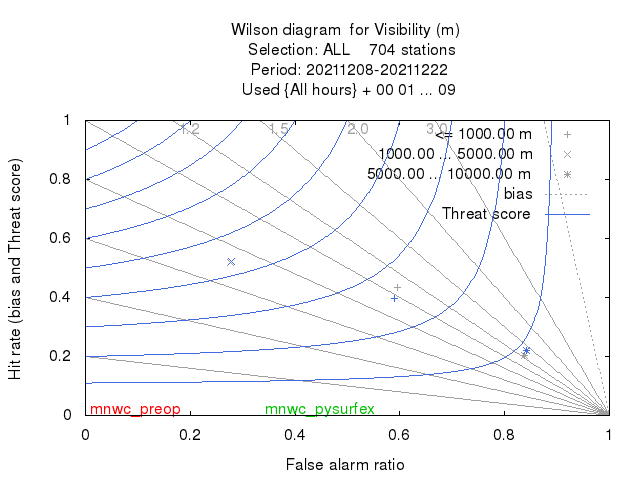 Wilson diagram for Visibility (m)
Selection: ALL 704 stations
Period: 20211208-20211222
Used {All hours} + 00 01 ... 09
1.2 1.5 2.0 3.0
<= 1000.00 m
1000.00 ... 5000.00 m
5000.00 ... 10000.00 m
bias
Threat score
Hit rate (bias and Threat score)
1
0.8
0.6
0.4
0.2
0
mnwc_preop mnwc_pysurfex
0 0.2 0.4 0.6 0.8 1
False alarm ratio